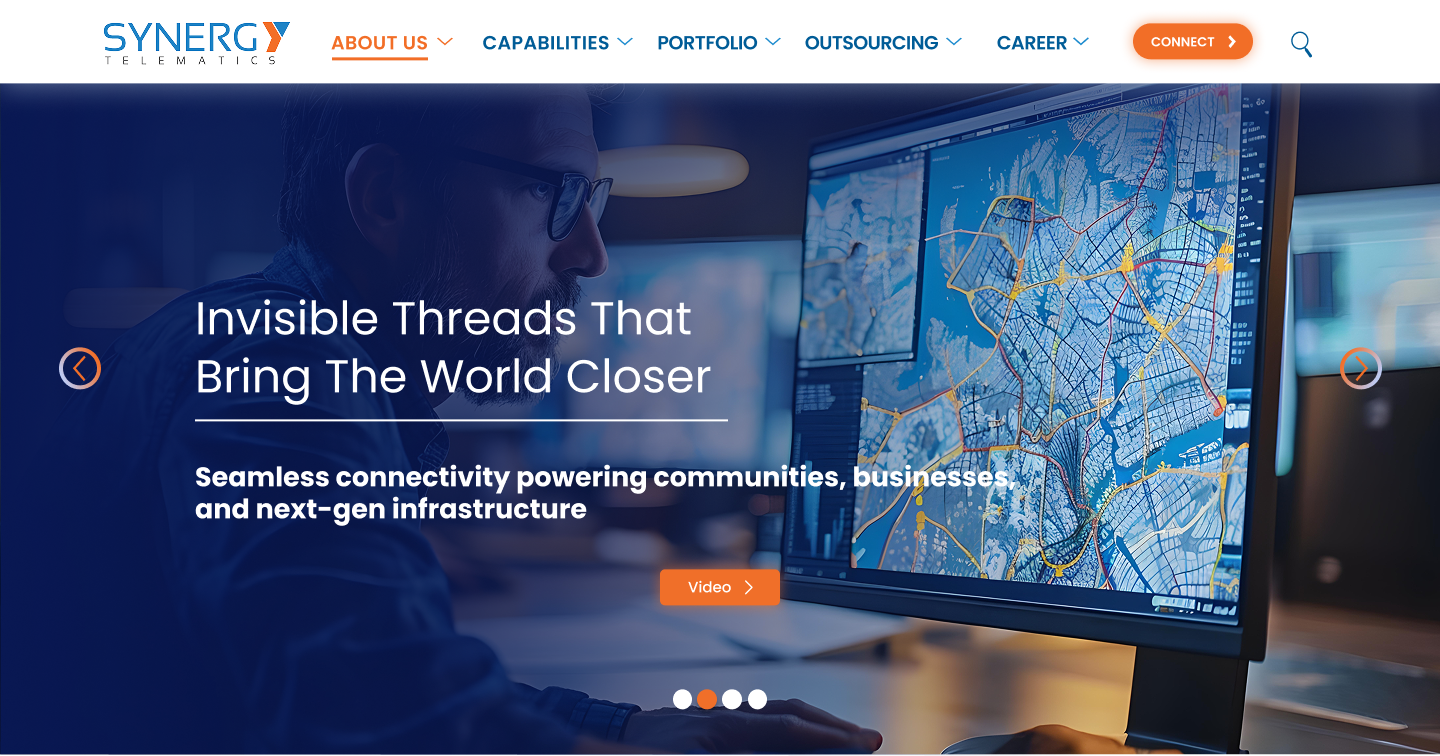 SYNERGY
TELEMATICS
ABOUT US
CAPABILITIES
PORTFOLIO
OUTSOURCING
CAREER
CONNECT
Invisible Threads That
Bring The World Closer
Seamless connectivity powering communities, businesses,
and next-gen infrastructure
Video